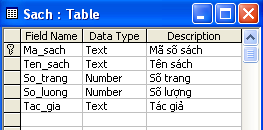 Sach : Table
Field Name Data Type Description
Ma_sach Text Mã số sách
Ten_sach Text Tên sách
So_trang Number Số trang
So_luong Number Số lượng
Tac_gia Text Tác giả